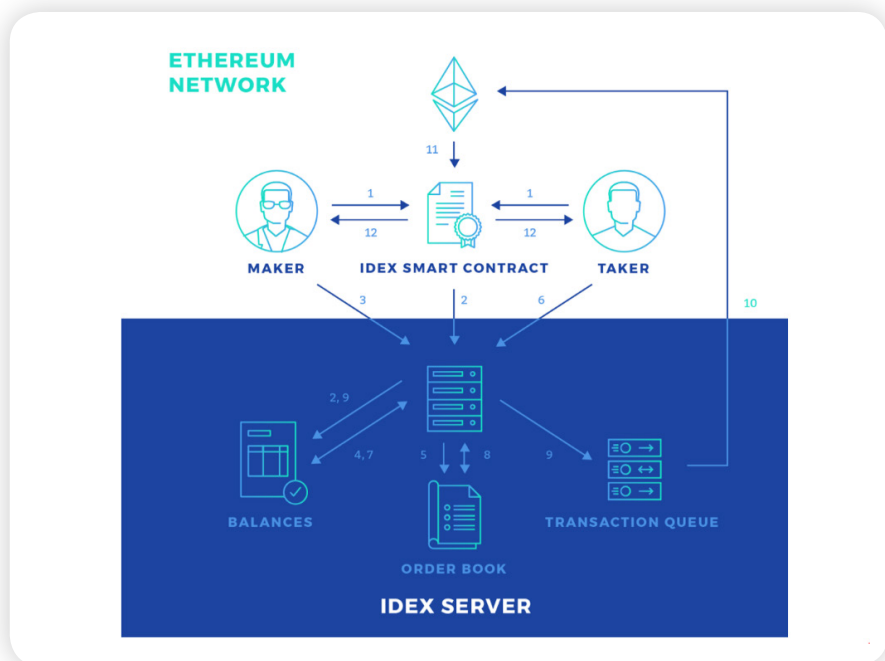 ETHEREUM
NETWORK
11
1
1
12
12
MAKER
IDEX SMART CONTRACT
TAKER
3
2
6
10
2, 9
4, 7
5
8
9
BALANCES
TRANSACTION QUEUE
ORDER BOOK
IDEX SERVER